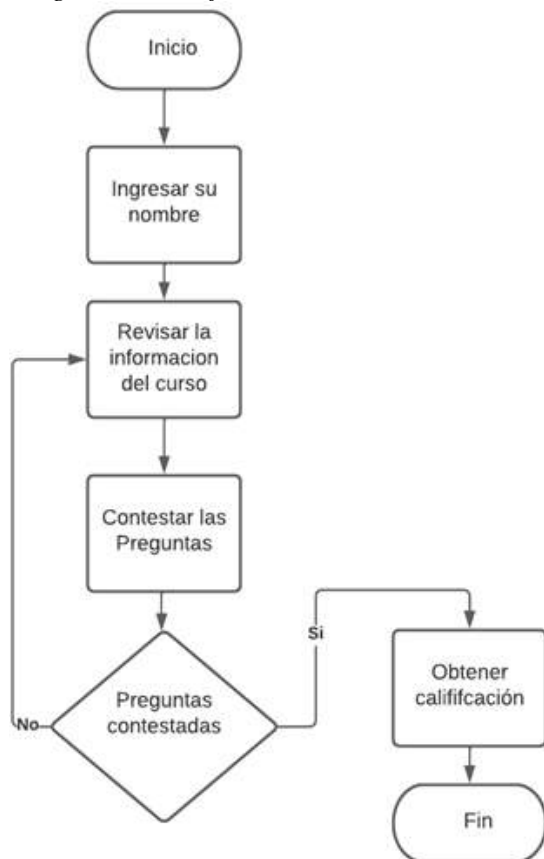 Inicio
Ingresar su
nombre
Revisar la
informacion
del curso
Contestar las
Preguntas
Preguntas
contestadas
No
Si
Obtener
calififcación
Fin